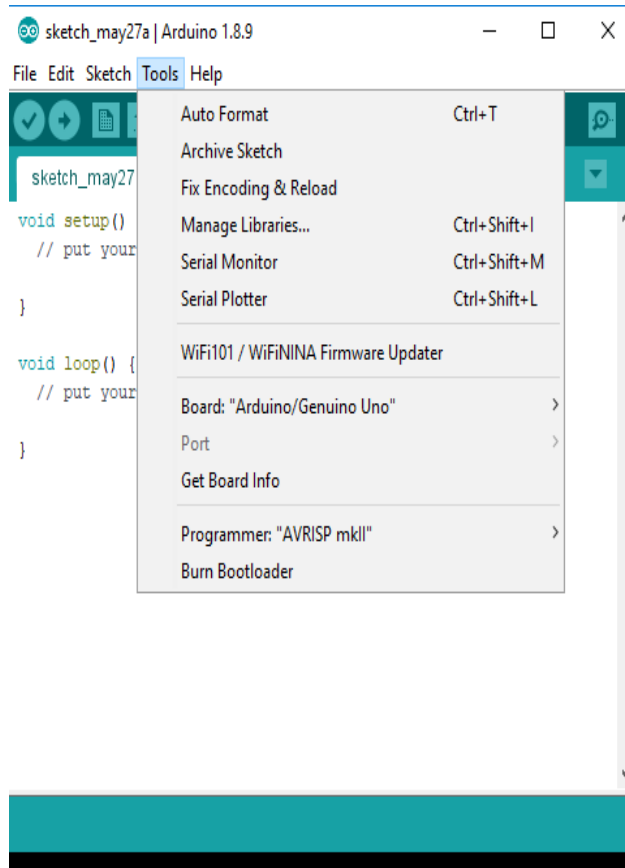 sketch_may27a | Arduino 1.8.9
File Edit Sketch Tools Help
Auto Format Ctrl+T
Archive Sketch
sketch_may27
Fix Encoding & Reload
void setup()
Manage Libraries... Ctrl+Shift+I
// put your
Serial Monitor Ctrl+Shift+M
}
Serial Plotter Ctrl+Shift+L
WiFi101 / WiFiNINA Firmware Updater
void loop() {
// put your
Board: "Arduino/Genuino Uno"
}
Port
Get Board Info
Programmer: "AVRISP mkII"
Burn Bootloader